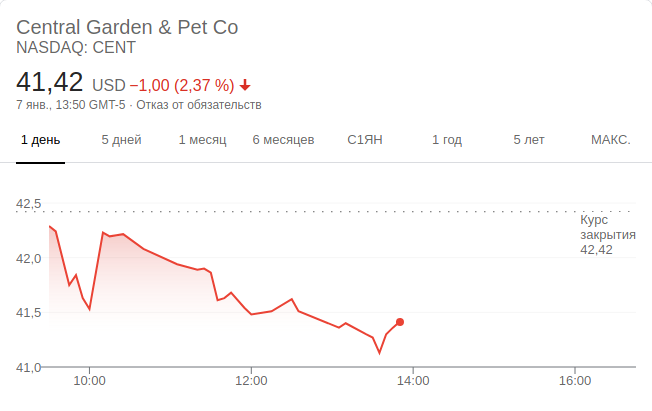 Central Garden & Pet Co
NASDAQ: CENT
41,42 USD −1,00 (2,37 %)
7 янв., 13:50 GMT-5 · Отказ от обязательств
1 день 5 дней 1 месяц 6 месяцев С1ЯН 1 год 5 лет МАКС.
42,5
Курс
закрытия
42,42
42,0
41,5
41,0
10:00 12:00 14:00 16:00